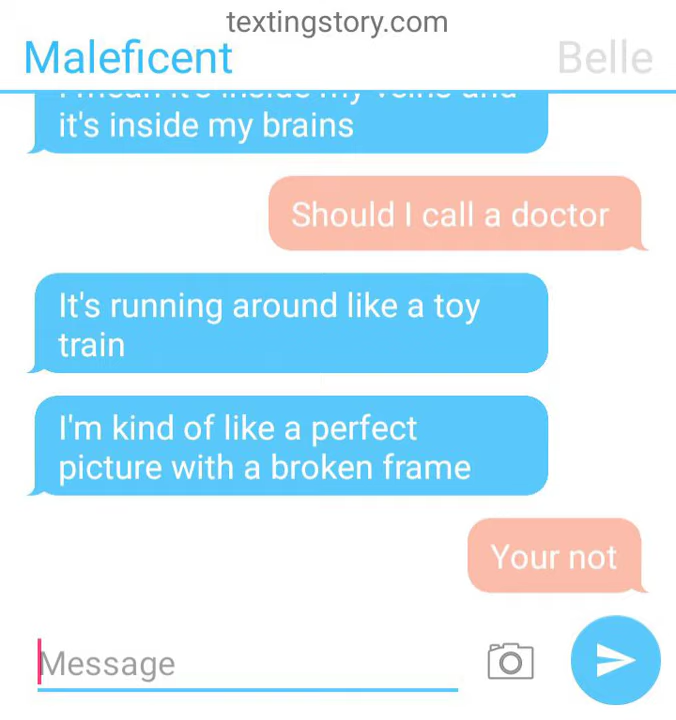 textingstory.com
Maleficent
Belle
it's inside my brains
Should I call a doctor
It's running around like a toy
train
I'm kind of like a perfect
picture with a broken frame
Your not
Message